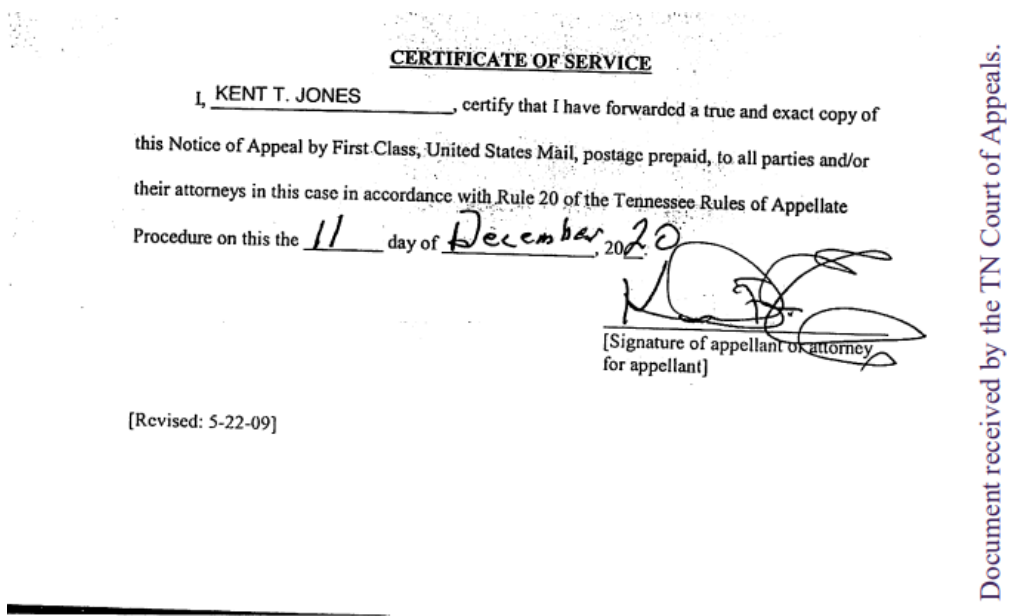 CERTIFICATE OF SERVICE
I, KENT T. JONES, certify that I have forwarded a true and exact copy of
this Notice of Appeal by First Class, United States Mail, postage prepaid, to all parties and/or
their attorneys in this case in accordance with Rule 20 of the Tennessee Rules of Appellate
Procedure on this the 11 day of December, 2020
[Signature of appellant or attorney
for appellant]
[Revised: 5-22-09]
Document received by the TN Court of Appeals.